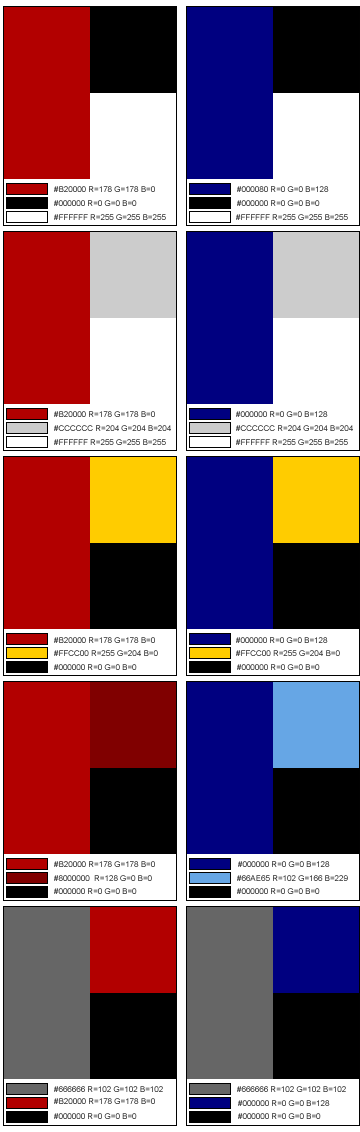 #B20000 R=178 G=178 B=0
#000000 R=0 G=0 B=0
#FFFFFF R=255 G=255 B=255
#000080 R=0 G=0 B=128
#000000 R=0 G=0 B=0
#FFFFFF R=255 G=255 B=255
#B20000 R=178 G=178 B=0
#CCCCCC R=204 G=204 B=204
#FFFFFF R=255 G=255 B=255
#000000 R=0 G=0 B=128
#CCCCCC R=204 G=204 B=204
#FFFFFF R=255 G=255 B=255
#B20000 R=178 G=178 B=0
#FFCC00 R=255 G=204 B=0
#000000 R=0 G=0 B=0
#000000 R=0 G=0 B=128
#FFCC00 R=255 G=204 B=0
#000000 R=0 G=0 B=0
#B20000 R=178 G=178 B=0
#8000000 R=128 G=0 B=0
#000000 R=0 G=0 B=0
#000000 R=0 G=0 B=128
#66AE65 R=102 G=166 B=229
#000000 R=0 G=0 B=0
#666666 R=102 G=102 B=102
#B20000 R=178 G=178 B=0
#000000 R=0 G=0 B=0
#666666 R=102 G=102 B=102
#000000 R=0 G=0 B=128
#000000 R=0 G=0 B=0